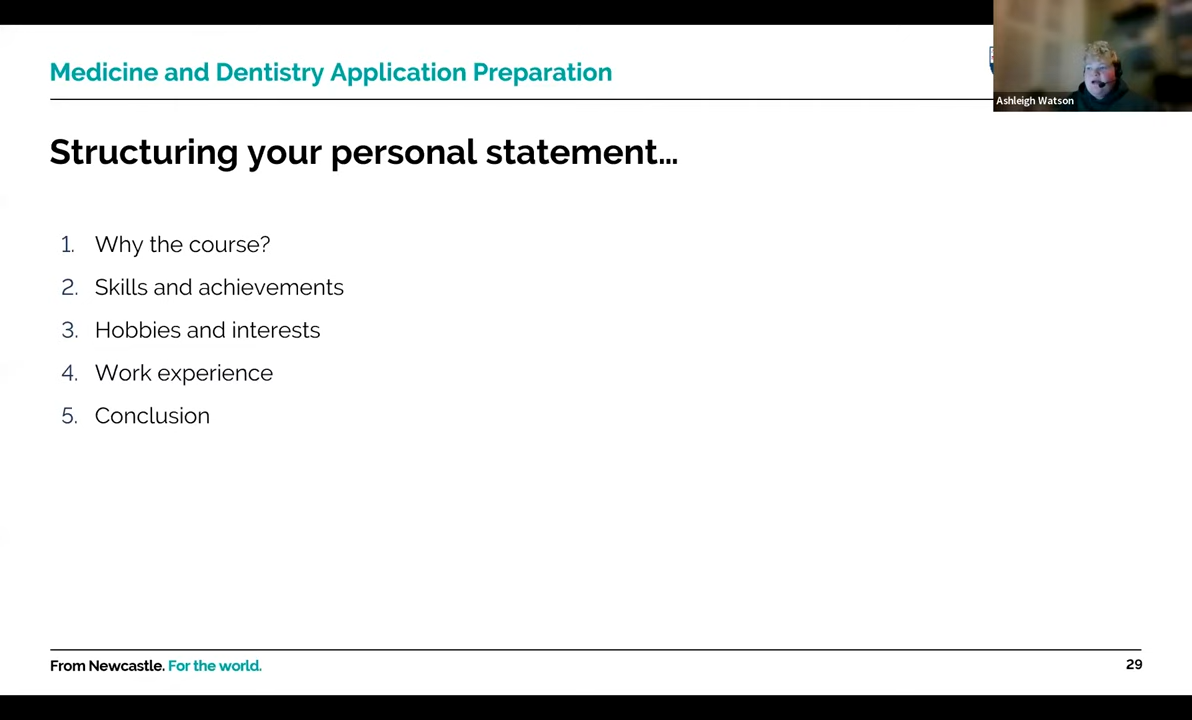 Medicine and Dentistry Application Preparation
Ashleigh Watson
Structuring your personal statement...
1. Why the course?
2. Skills and achievements
3. Hobbies and interests
4. Work experience
5. Conclusion
From Newcastle. For the world.
29